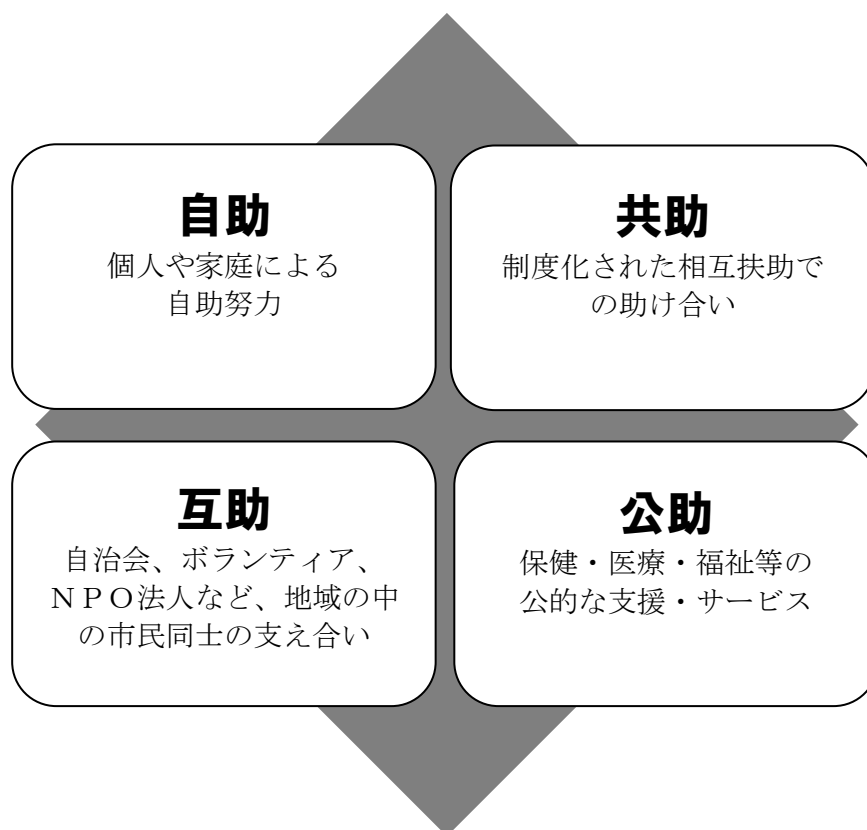 自助
個人や家庭による
自助努力
共助
制度化された相互扶助で
の助け合い
互助
自治会、ボランティア、
ＮＰＯ法人など、地域の中
の市民同士の支え合い
公助
保健・医療・福祉等の
公的な支援・サービス